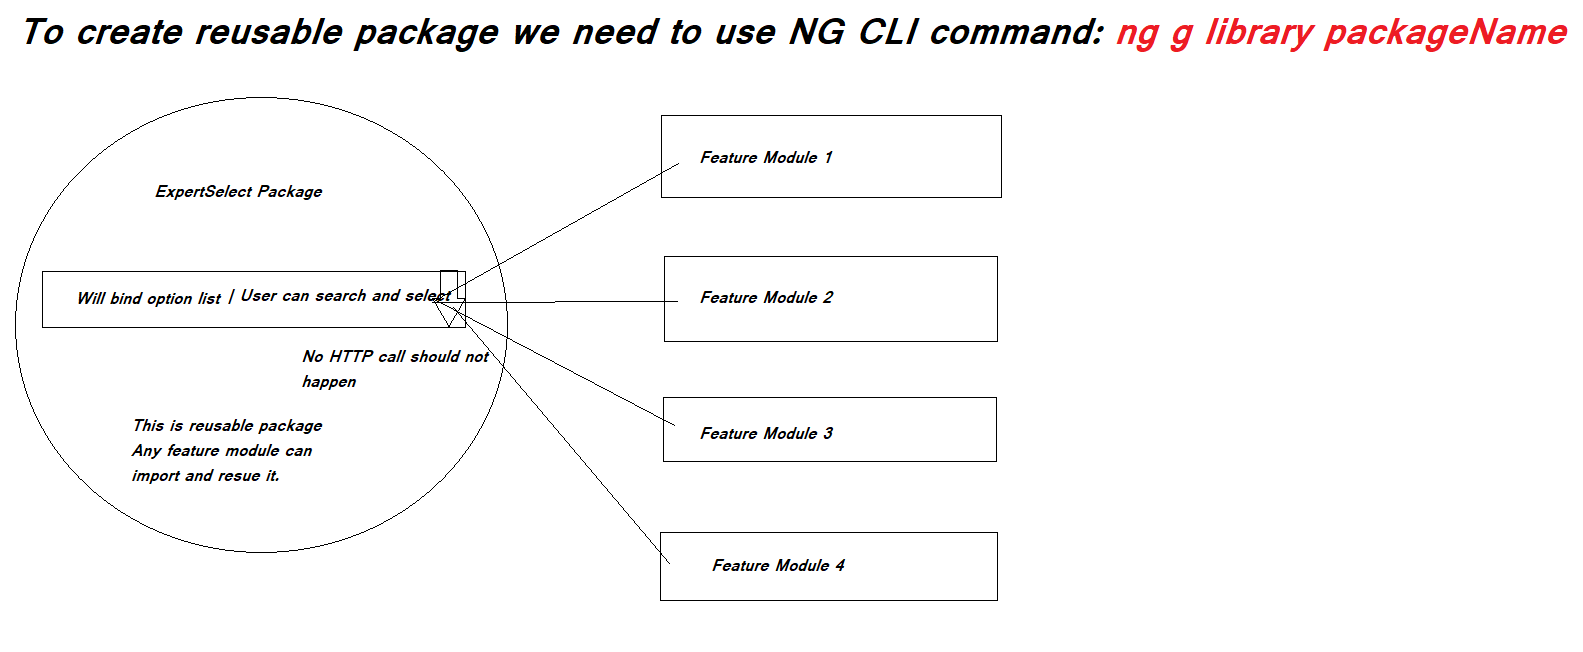 To create reusable package we need to use NG CLI command: ng g library packageName
ExpertSelect Package
Will bind option list | User can search and select
No HTTP call should not
happen
This is reusable package
Any feature module can
import and resue it.
Feature Module 1
Feature Module 2
Feature Module 3
Feature Module 4